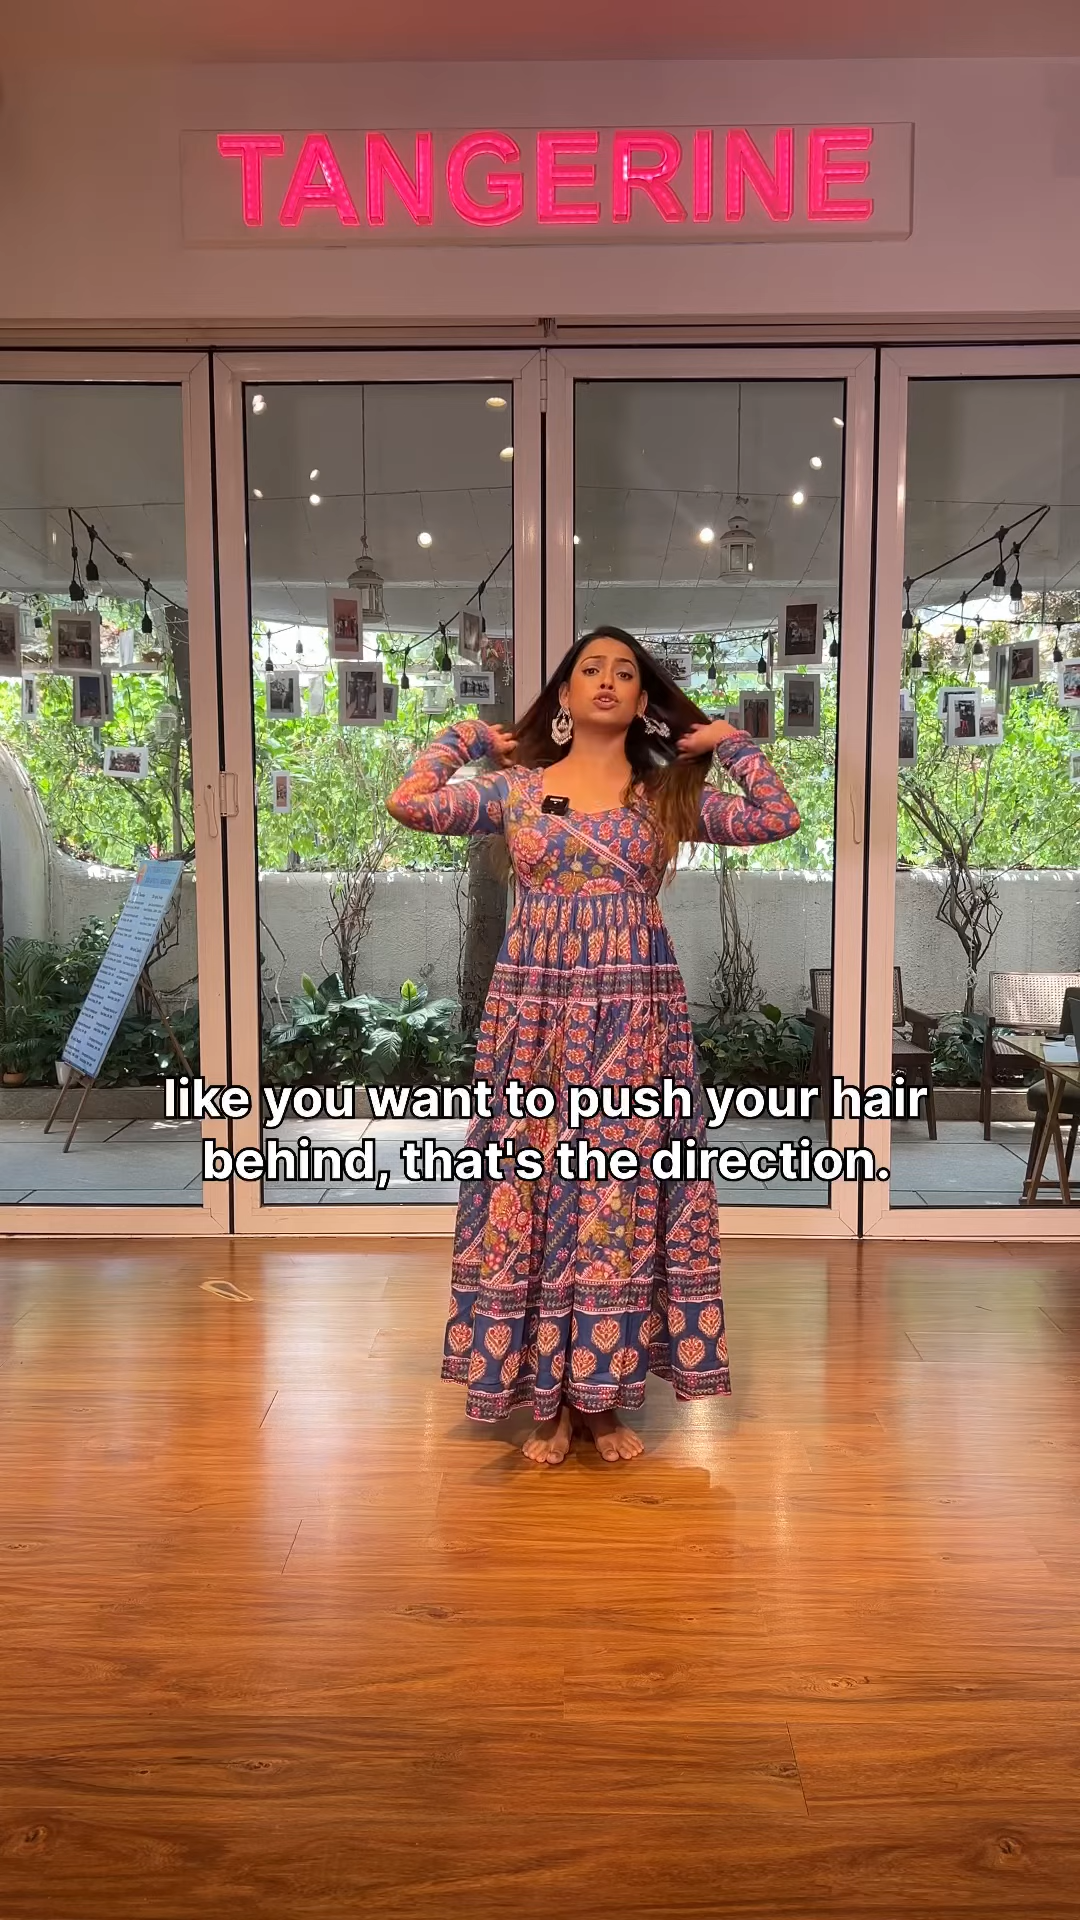 TANGERINE
like you want to push your hair
behind, that's the direction.